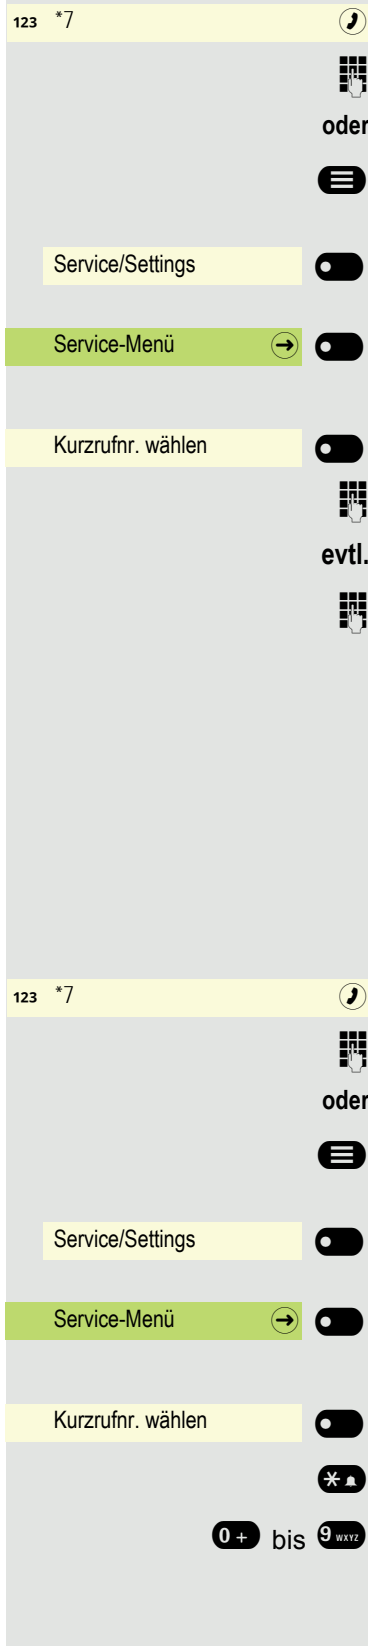 123 *7
oder
Service/Settings
Service-Menü
Kurzrufnr. wählen
evtl.
123 *7
oder
Service/Settings
Service-Menü
Kurzrufnr. wählen
0 + bis 9 WXYZ